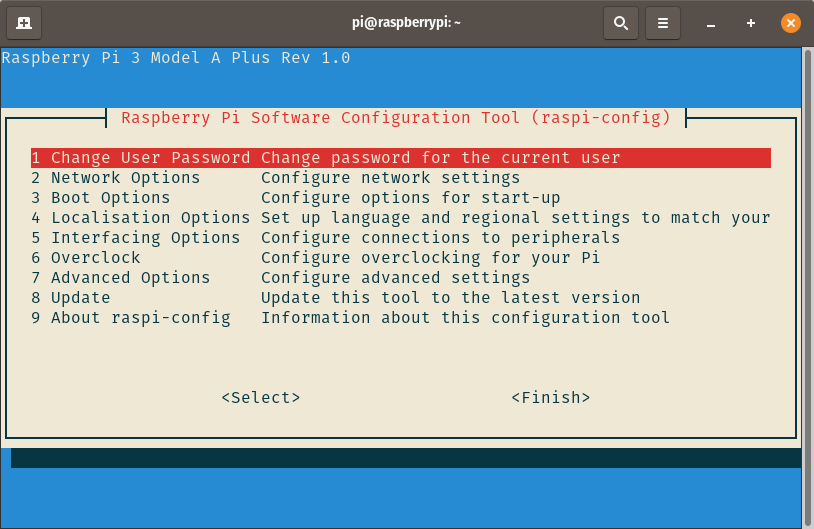 pi@raspberrypi: ~
Raspberry Pi 3 Model A Plus Rev 1.0
Raspberry Pi Software Configuration Tool (raspi-config)
1 Change User Password Change password for the current user
2 Network Options Configure network settings
3 Boot Options Configure options for start-up
4 Localisation Options Set up language and regional settings to match your
5 Interfacing Options Configure connections to peripherals
6 Overclock Configure overclocking for your Pi
7 Advanced Options Configure advanced settings
8 Update Update this tool to the latest version
9 About raspi-config Information about this configuration tool
<Select> <Finish>